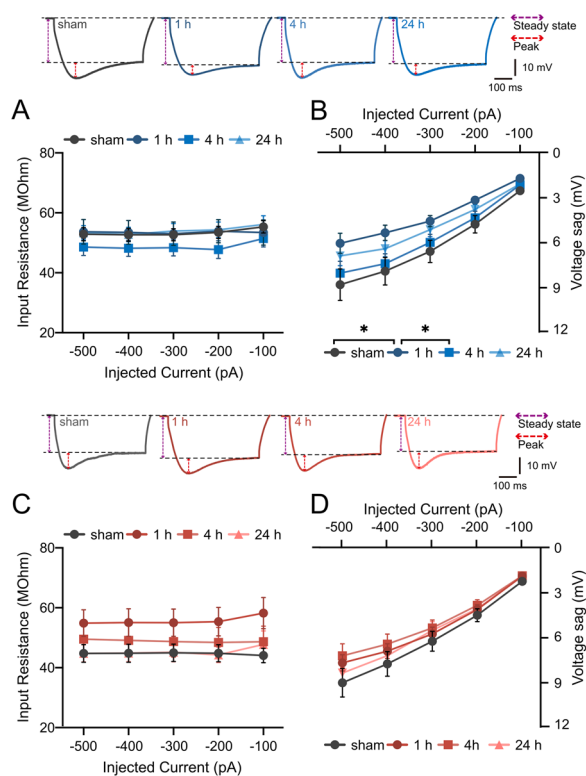 sham
1 h
4 h
24 h
Steady state
Peak
10 mV
100 ms
A
sham 1 h 4 h 24 h
Input Resistance (MOhm)
80
60
40
20
-500 -400 -300 -200 -100
Injected Current (pA)
B
Injected Current (pA)
-500 -400 -300 -200 -100
0
3
6
9
12
Voltage sag (mV)
* *
sham 1 h 4 h 24 h
sham
1 h
4 h
24 h
Steady state
Peak
10 mV
100 ms
C
sham 1 h 4 h 24 h
Input Resistance (MOhm)
80
60
40
20
-500 -400 -300 -200 -100
Injected Current (pA)
D
Injected Current (pA)
-500 -400 -300 -200 -100
0
3
6
9
12
Voltage sag (mV)
sham 1 h 4h 24 h